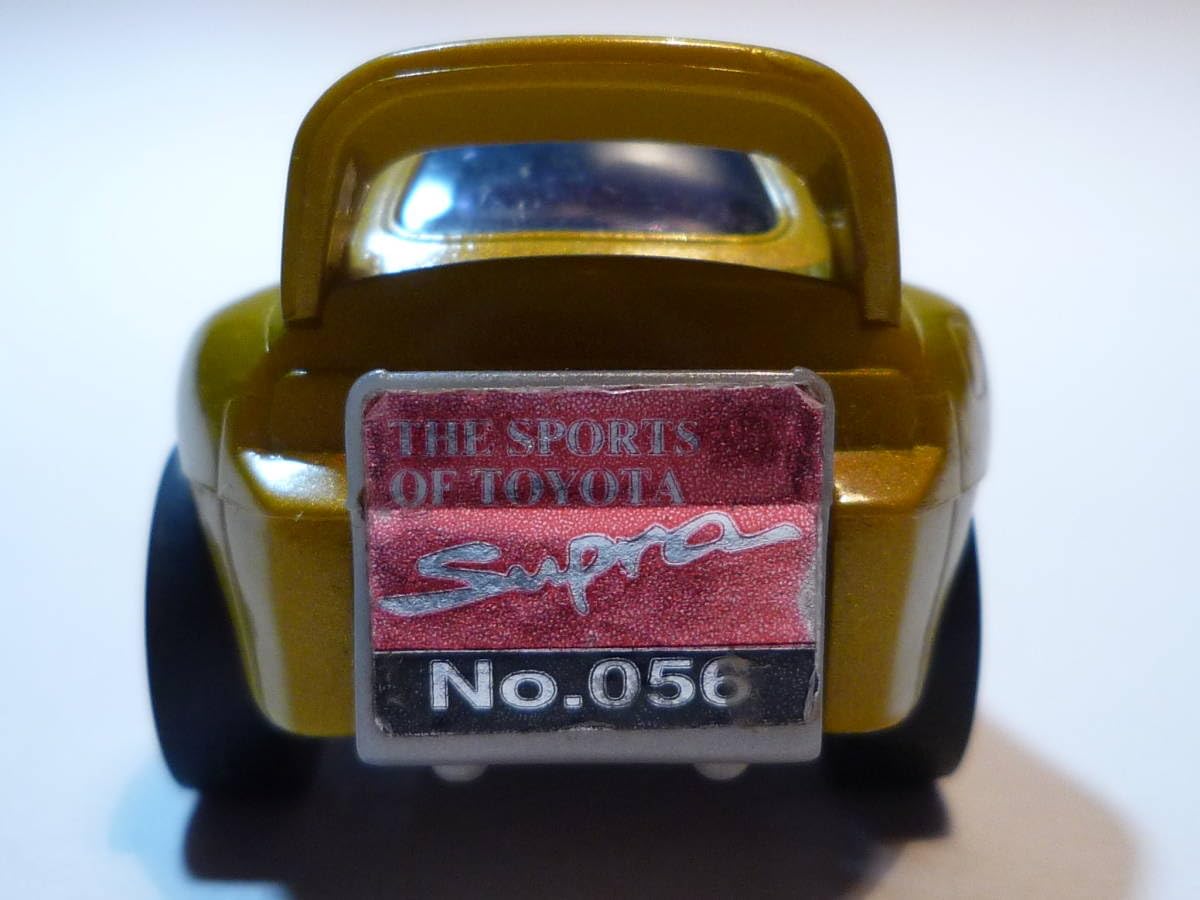 THE SPORTS
OF TOYOTA
Supra
No.056